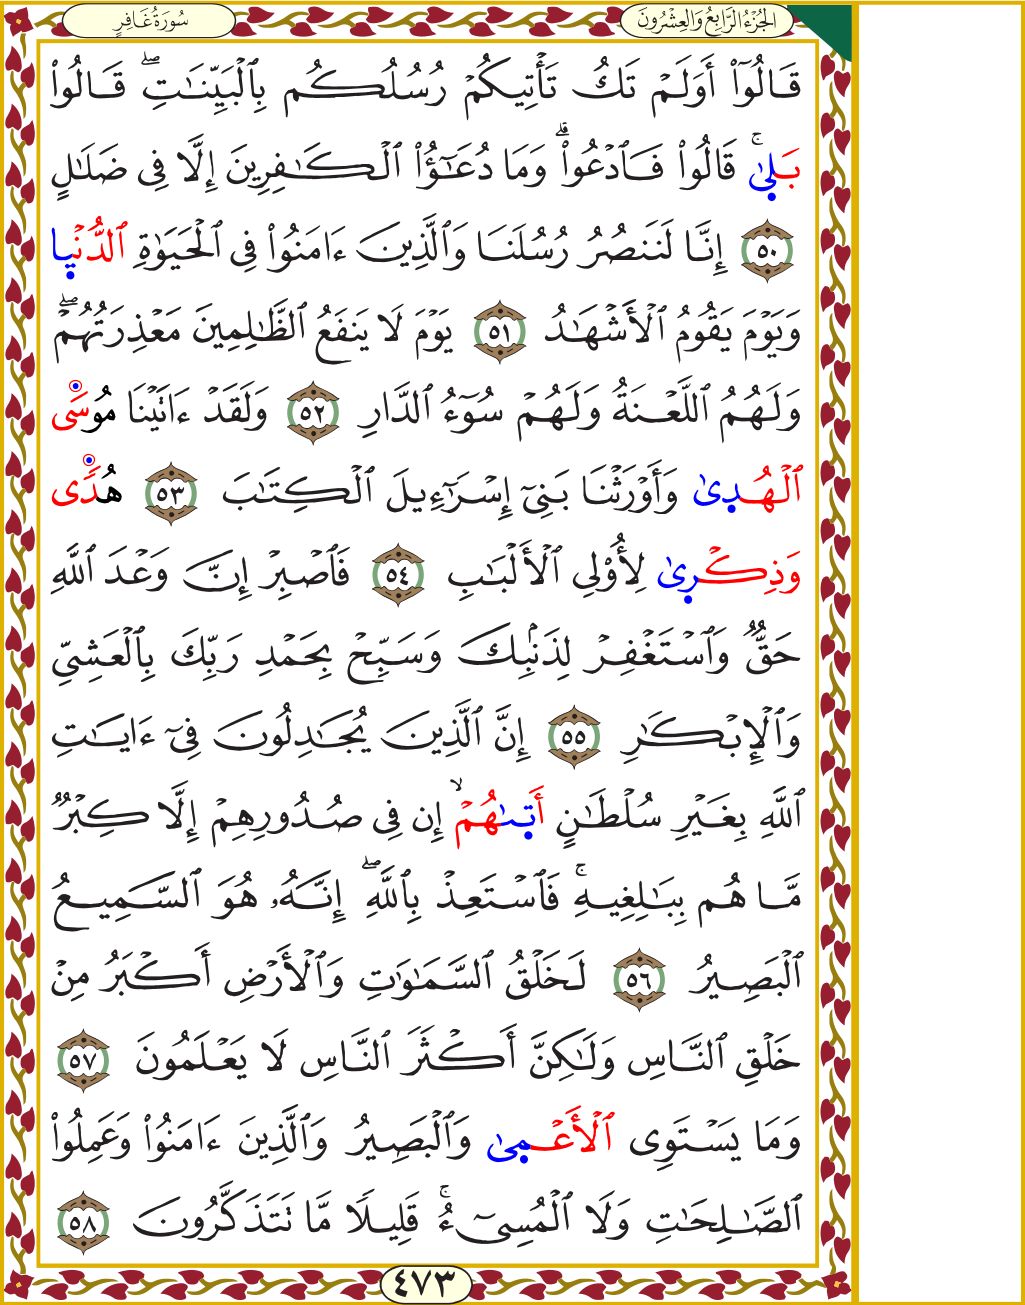 سُورَةُ غَافِرٍ
الجُزْءُ الرَّابِعُ وَالعِشْرُونَ
قَالُوٓا۟ أَوَلَمْ تَكُ تَأْتِيكُمْ رُسُلُكُم بِٱلْبَيِّنَـٰتِ ۖ قَالُوا۟
بَلَىٰ ۚ قَالُوا۟ فَٱدْعُوا۟ ۗ وَمَا دُعَـٰٓؤُا۟ ٱلْكَـٰفِرِينَ إِلَّا فِى ضَلَـٰلٍ
٥٠ إِنَّا لَنَنصُرُ رُسُلَنَا وَٱلَّذِينَ ءَامَنُوا۟ فِى ٱلْحَيَوٰةِ ٱلدُّنْيَا
وَيَوْمَ يَقُومُ ٱلْأَشْهَـٰدُ ٥١ يَوْمَ لَا يَنفَعُ ٱلظَّـٰلِمِينَ مَعْذِرَتُهُمْ ۖ
وَلَهُمُ ٱللَّعْنَةُ وَلَهُمْ سُوٓءُ ٱلدَّارِ ٥٢ وَلَقَدْ ءَاتَيْنَا مُوسَى
ٱلْهُدَىٰ وَأَوْرَثْنَا بَنِىٓ إِسْرَٰٓءِيلَ ٱلْكِتَـٰبَ ٥٣ هُدًى
وَذِكْرَىٰ لِأُو۟لِى ٱلْأَلْبَـٰبِ ٥٤ فَٱصْبِرْ إِنَّ وَعْدَ ٱللَّهِ
حَقٌّ وَٱسْتَغْفِرْ لِذَنۢبِكَ وَسَبِّحْ بِحَمْدِ رَبِّكَ بِٱلْعَشِىِّ
وَٱلْإِبْكَـٰرِ ٥٥ إِنَّ ٱلَّذِينَ يُجَـٰدِلُونَ فِىٓ ءَايَـٰتِ
ٱللَّهِ بِغَيْرِ سُلْطَـٰنٍ أَتَىٰهُمْ ۙ إِن فِى صُدُورِهِمْ إِلَّا كِبْرٌ
مَّا هُم بِبَـٰلِغِيهِ ۚ فَٱسْتَعِذْ بِٱللَّهِ ۖ إِنَّهُۥ هُوَ ٱلسَّمِيعُ
ٱلْبَصِيرُ ٥٦ لَخَلْقُ ٱلسَّمَـٰوَٰتِ وَٱلْأَرْضِ أَكْبَرُ مِنْ
خَلْقِ ٱلنَّاسِ وَلَـٰكِنَّ أَكْثَرَ ٱلنَّاسِ لَا يَعْلَمُونَ ٥٧
وَمَا يَسْتَوِى ٱلْأَعْمَىٰ وَٱلْبَصِيرُ وَٱلَّذِينَ ءَامَنُوا۟ وَعَمِلُوا۟
ٱلصَّـٰلِحَـٰتِ وَلَا ٱلْمُسِىٓءُ ۚ قَلِيلًا مَّا تَتَذَكَّرُونَ ٥٨
٤٧٣